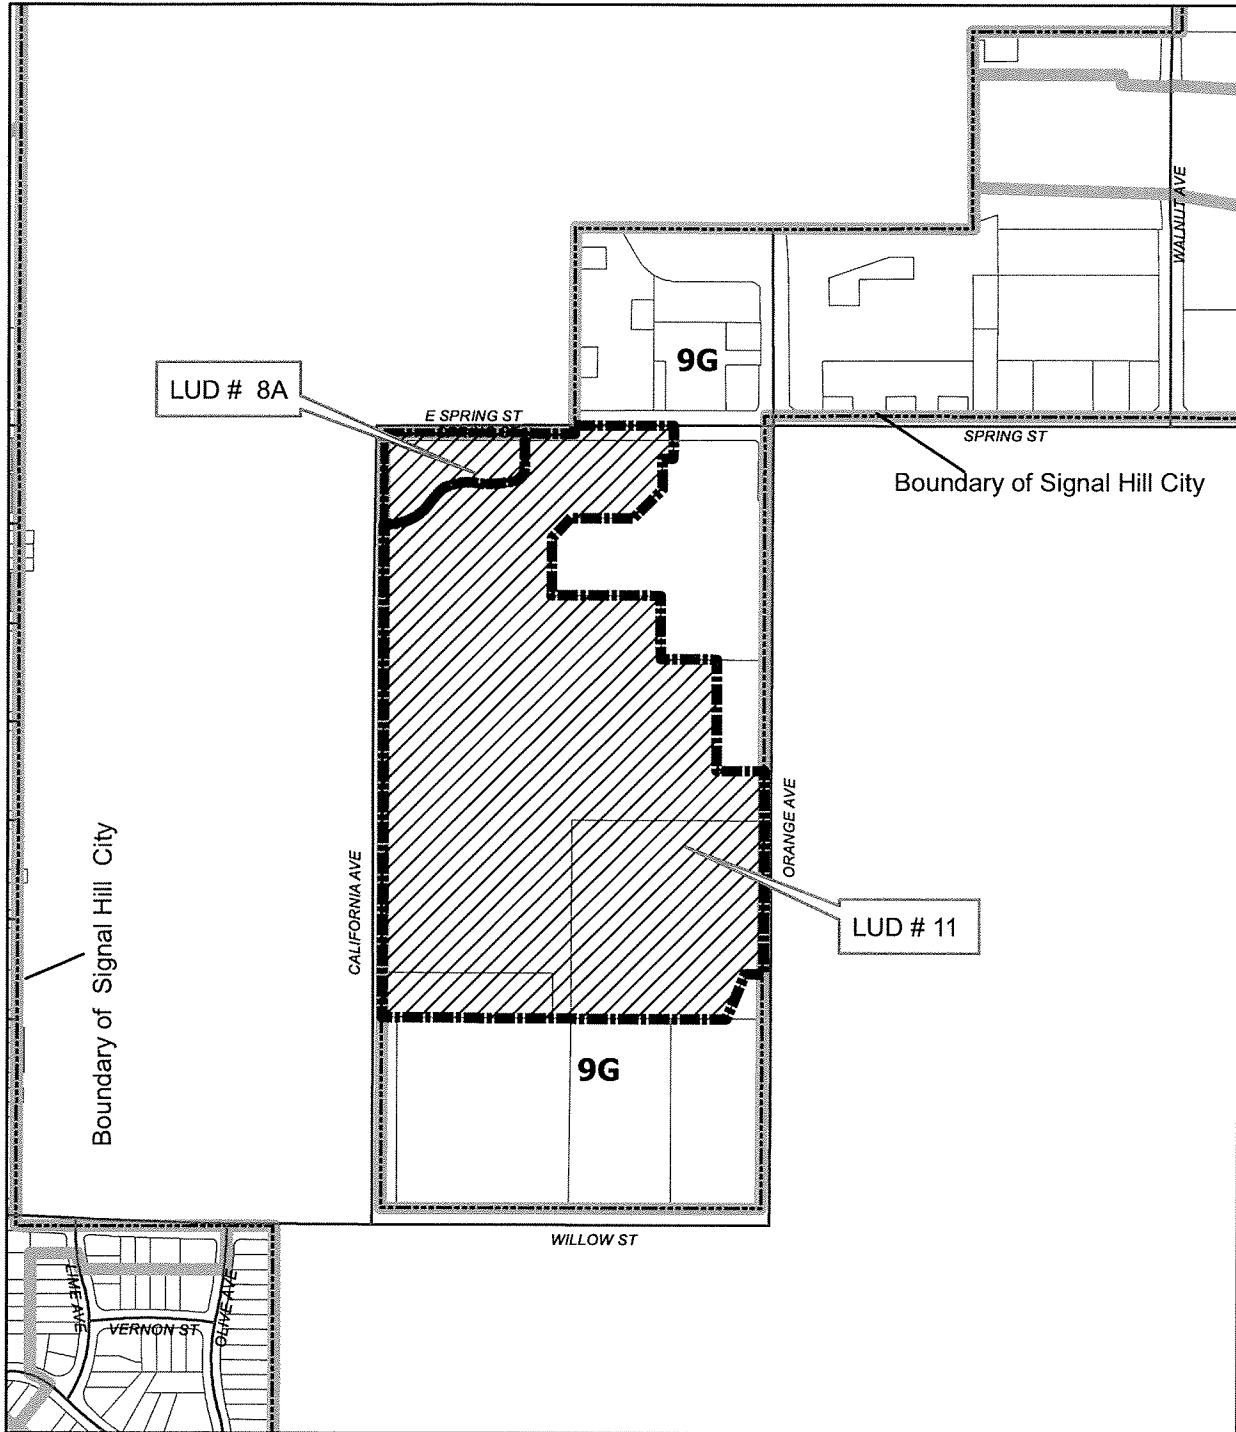 WALNUT AVE
9G
LUD # 8A
E SPRING ST
SPRING ST
Boundary of Signal Hill City
ORANGE AVE
CALIFORNIA AVE
Boundary of Signal Hill City
LUD # 11
9G
WILLOW ST
LIME AVE
OLIVE AVE
VERNON ST